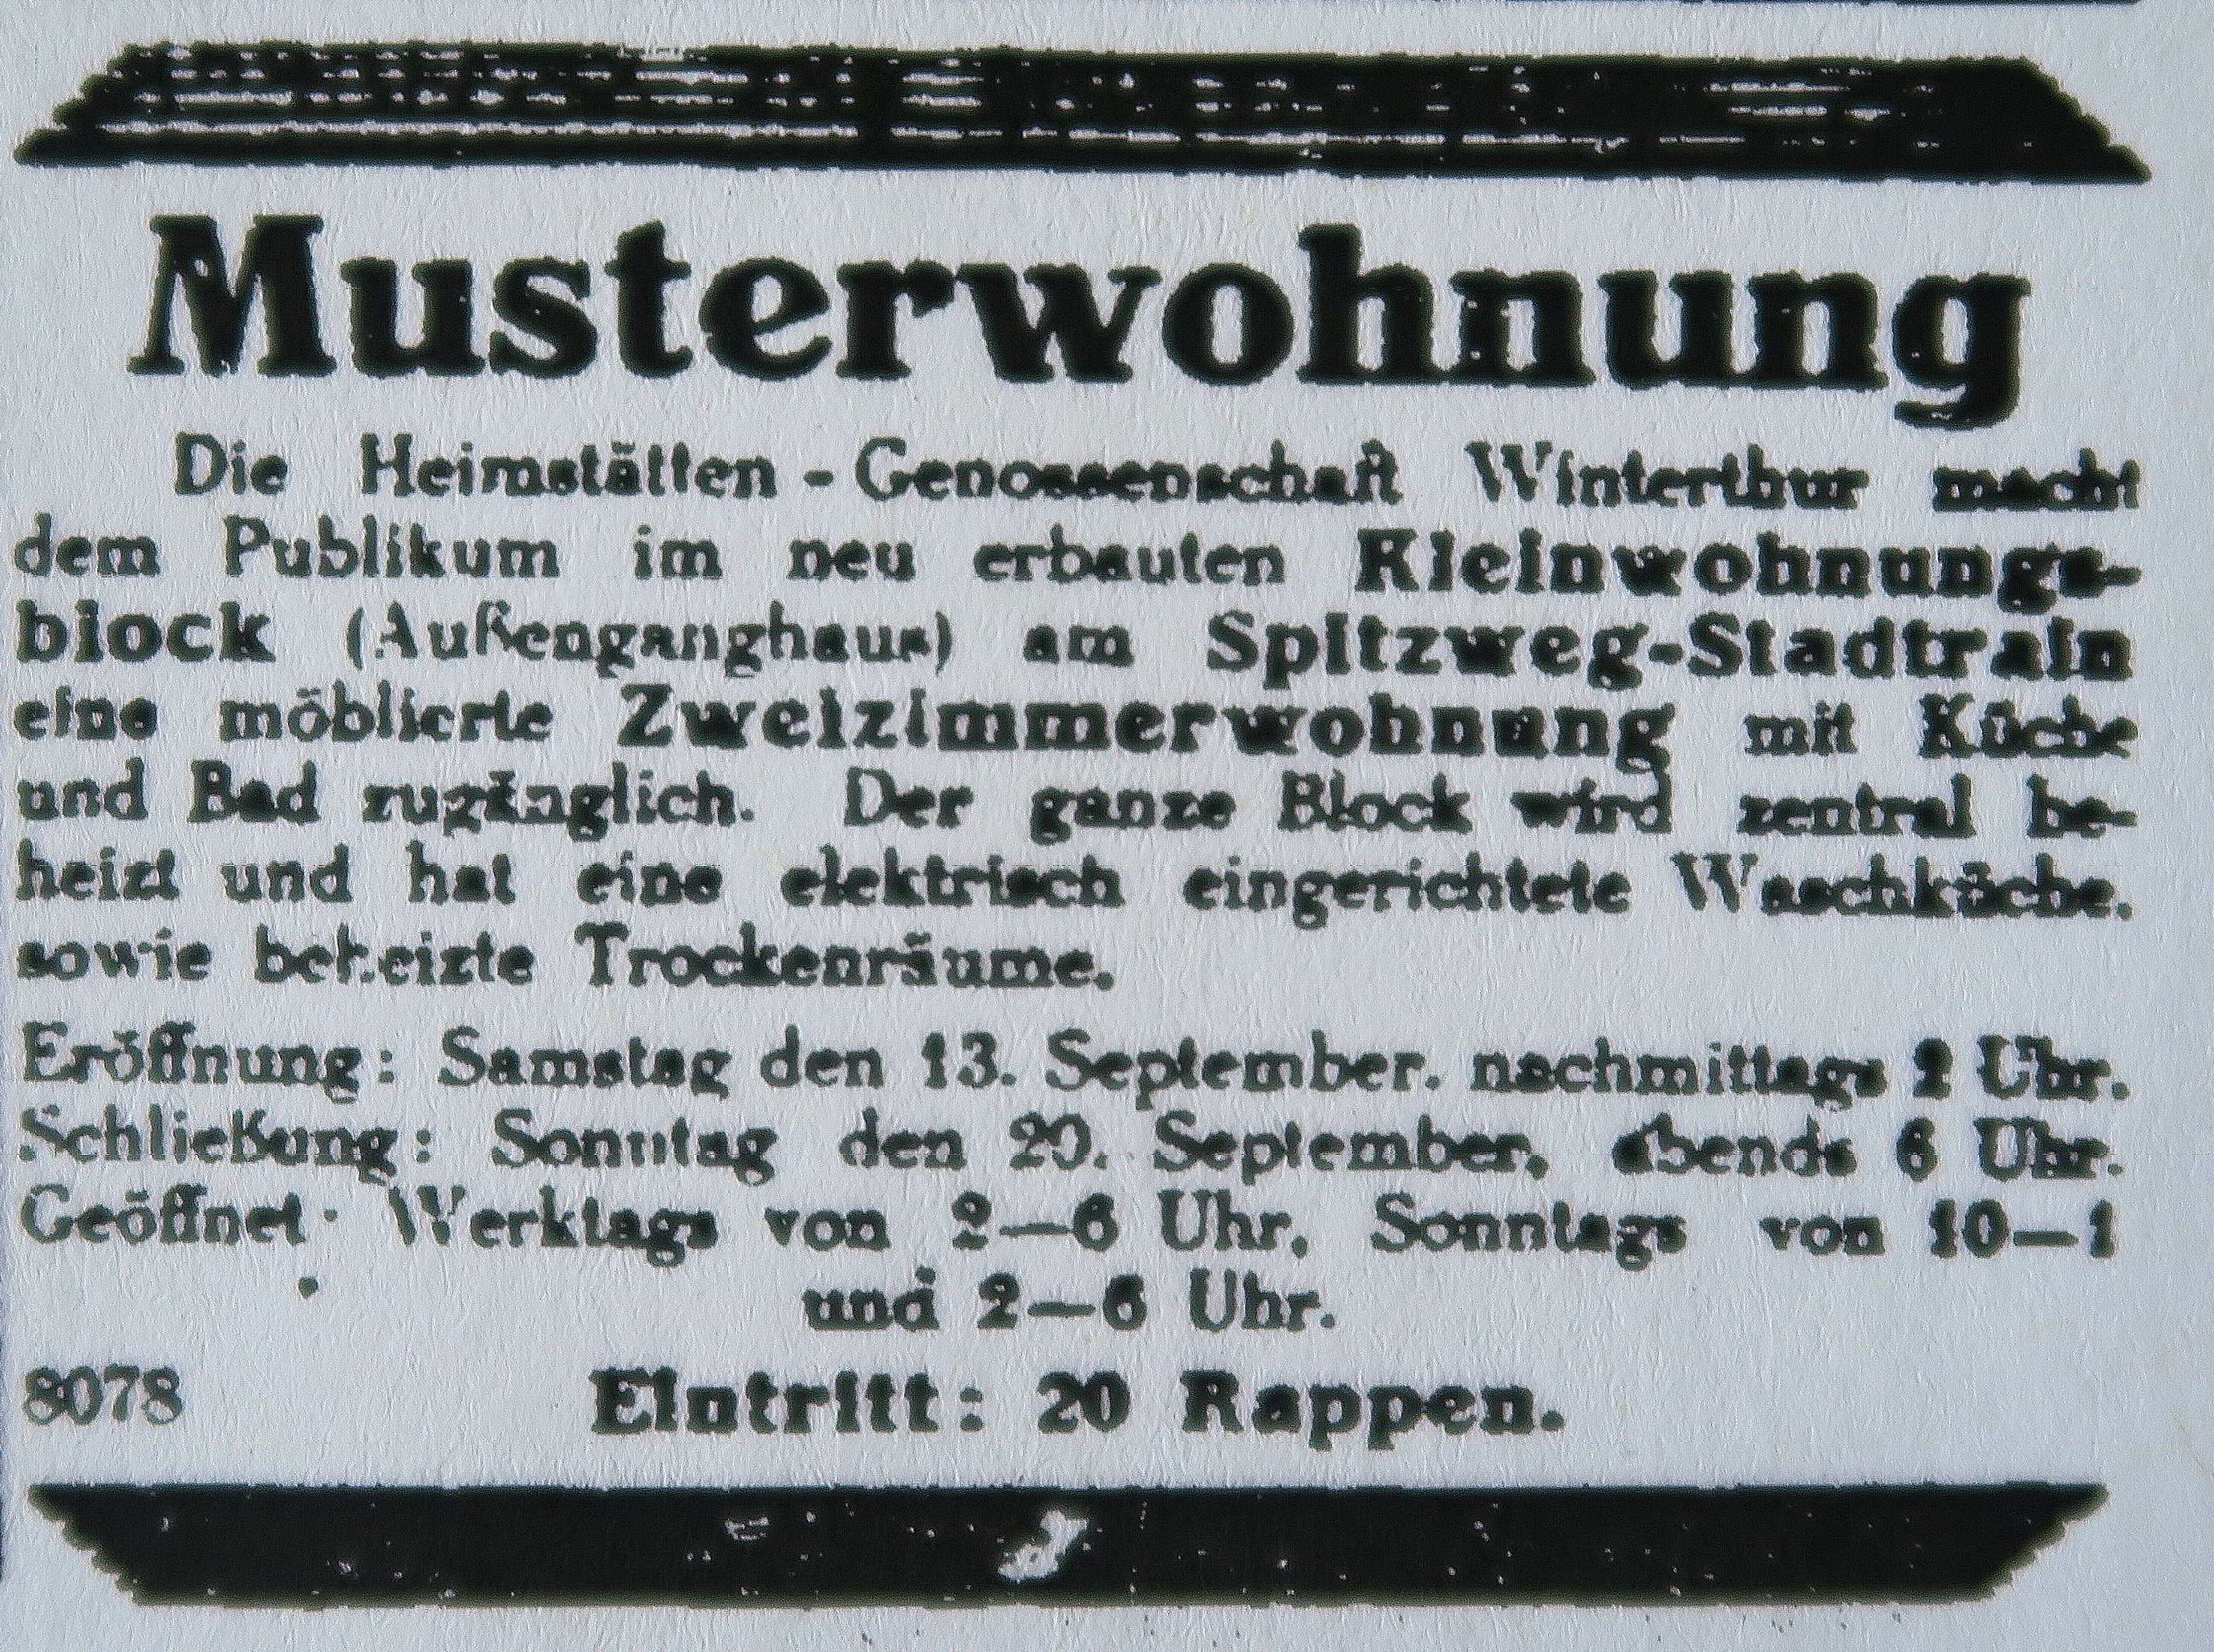 Musterwohnung
Die Heimstätten-Genossenschaft Winterthur macht
dem Publikum im neu erbauten Kleinwohnungs-
block (Außenganghaus) am Spitzweg-Stadtrain
eine möblierte Zweizimmerwohnung mit Küche
und Bad zugänglich. Der ganze Block wird zentral be-
heizt und hat eine elektrisch eingerichtete Waschküche,
sowie beheizte Trockenräume.
Eröffnung: Samstag den 13. September, nachmittags 2 Uhr.
Schließung: Sonntag den 20. September, abends 6 Uhr.
Geöffnet: Werktags von 2—6 Uhr, Sonntags von 10—1
und 2—6 Uhr.
8078 Eintritt: 20 Rappen.